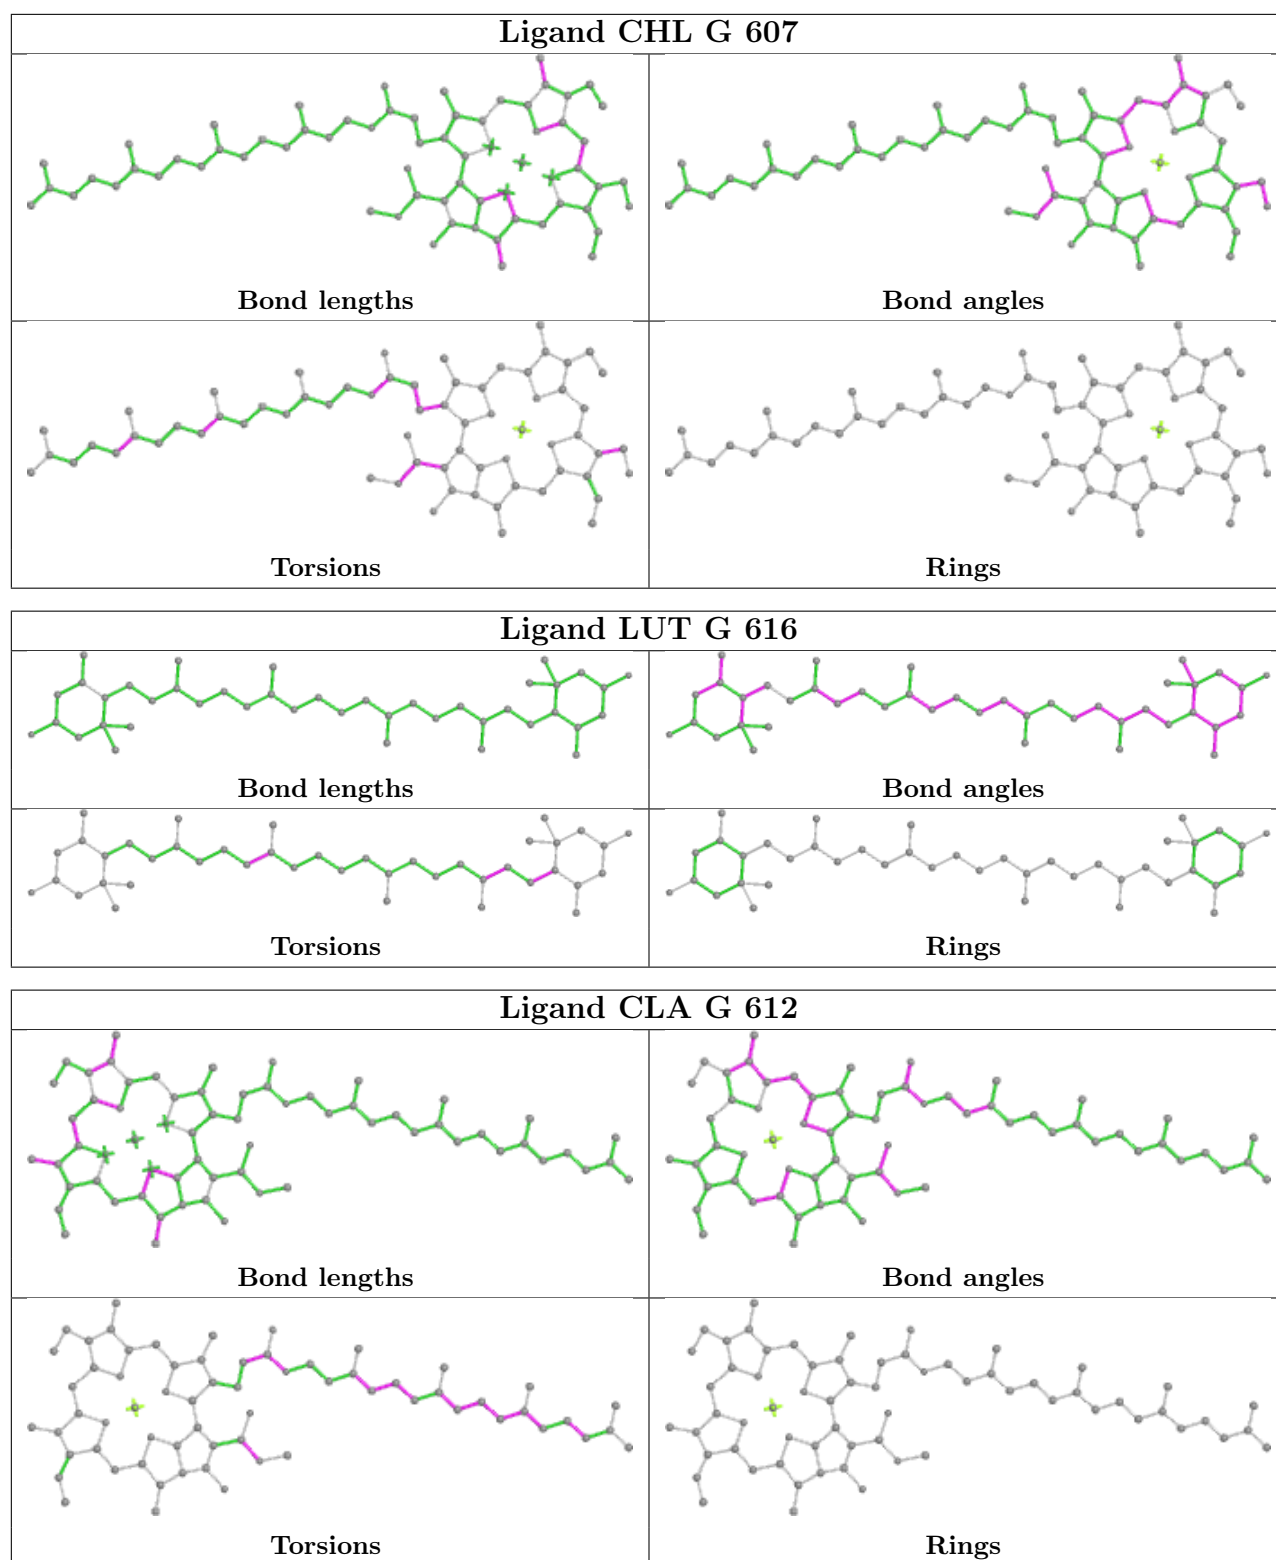 Ligand CHL G 607
Bond lengths
Bond angles
Torsions
Rings
Ligand LUT G 616
Bond lengths
Bond angles
Torsions
Rings
Ligand CLA G 612
Bond lengths
Bond angles
Torsions
Rings